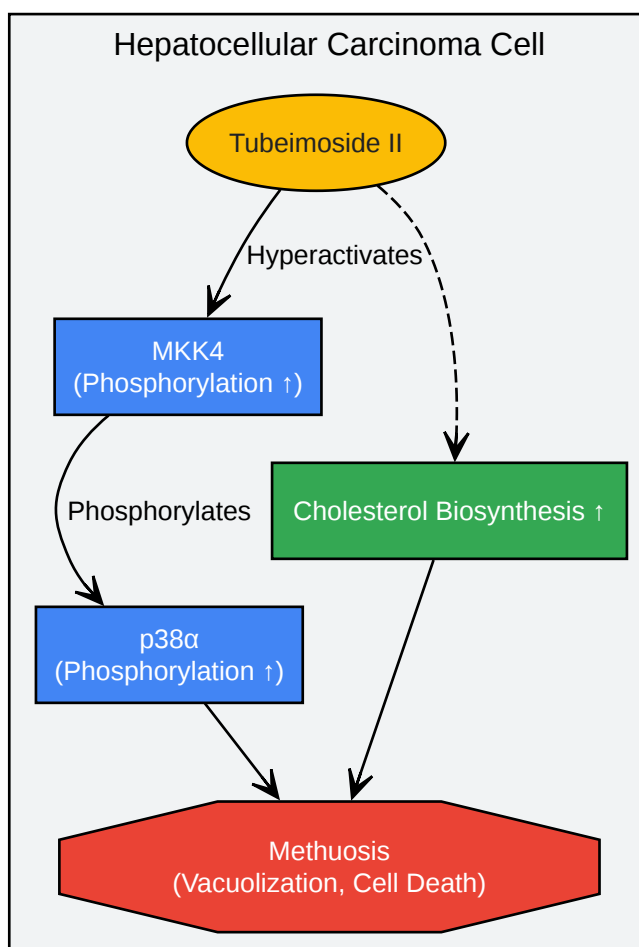 Hepatocellular Carcinoma Cell
Tubeimoside II
Hyperactivates
MKK4
(Phosphorylation ↑)
Phosphorylates
Cholesterol Biosynthesis ↑
p38α
(Phosphorylation ↑)
Methuosis
(Vacuolization, Cell Death)